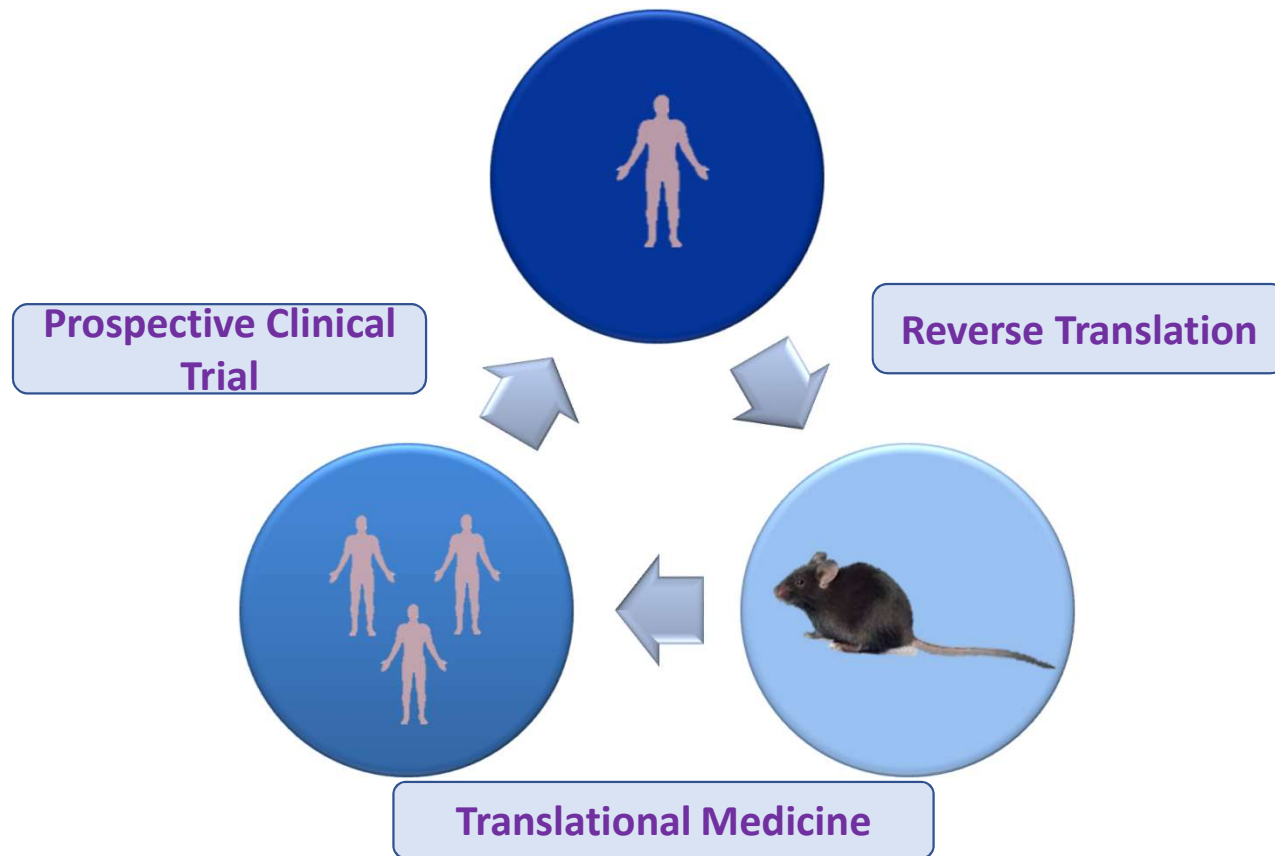 Prospective Clinical
Trial
Reverse Translation
Translational Medicine